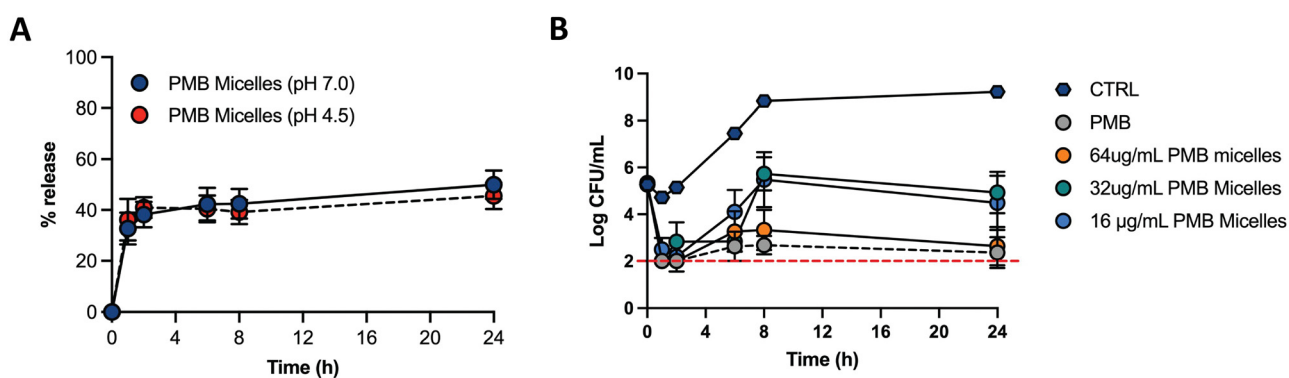 A
100
80
60
40
20
0
% release
PMB Micelles (pH 7.0)
PMB Micelles (pH 4.5)
0 4 8 12 16 20 24
Time (h)
B
10
8
6
4
2
0
Log CFU/mL
0 4 8 12 16 20 24
Time (h)
CTRL
PMB
64ug/mL PMB micelles
32ug/mL PMB Micelles
16 µg/mL PMB Micelles